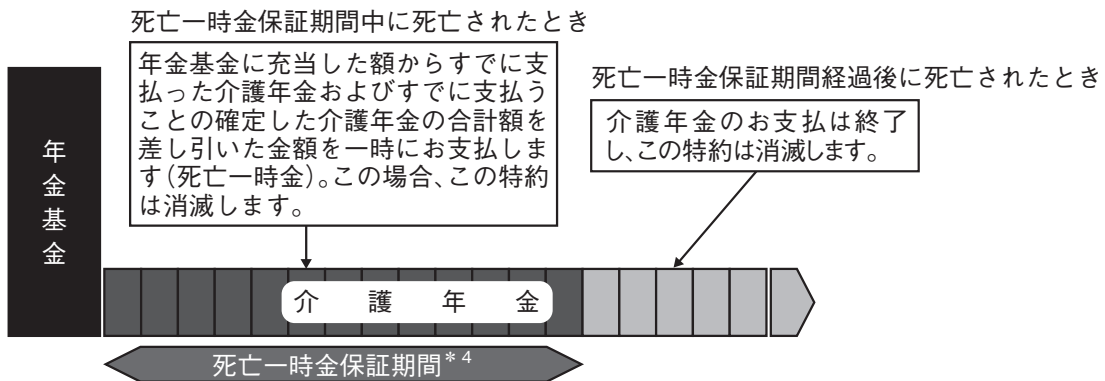 死亡一時金保証期間中に死亡されたとき
年金基金に充当した額からすでに支
払った介護年金およびすでに支払う
ことの確定した介護年金の合計額を
差し引いた金額を一時にお支払しま
す(死亡一時金)。この場合、この特約
は消滅します。
死亡一時金保証期間経過後に死亡されたとき
介護年金のお支払は終了
し、この特約は消滅します。
年金基金
介護年金
死亡一時金保証期間*4